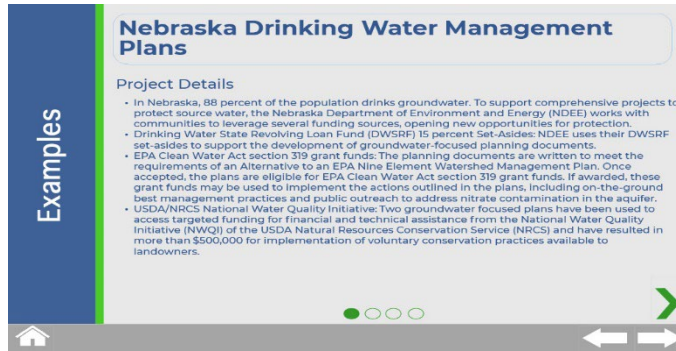 Examples
Nebraska Drinking Water Management
Plans
Project Details
• In Nebraska, 88 percent of the population drinks groundwater. To support comprehensive projects to
protect source water, the Nebraska Department of Environment and Energy (NDEE) works with
communities to leverage several funding sources, opening new opportunities for protection.
• Drinking Water State Revolving Loan Fund (DWSRF) 15 percent Set-Asides: NDEE uses their DWSRF
set-asides to support the development of groundwater-focused planning documents.
• EPA Clean Water Act section 319 grant funds: The planning documents are written to meet the
requirements of an Alternative to an EPA Nine Element Watershed Management Plan. Once
accepted, the plans are eligible for EPA Clean Water Act section 319 grant funds. If awarded, these
grant funds may be used to implement the actions outlined in the plans, including on-the-ground
best management practices and public outreach to address nitrate contamination in the aquifer.
• USDA/NRCS National Water Quality Initiative: Two groundwater focused plans have been used to
access targeted funding for financial and technical assistance from the National Water Quality
Initiative (NWQI) of the USDA Natural Resources Conservation Service (NRCS) and have resulted in
more than $500,000 for implementation of voluntary conservation practices available to
landowners.